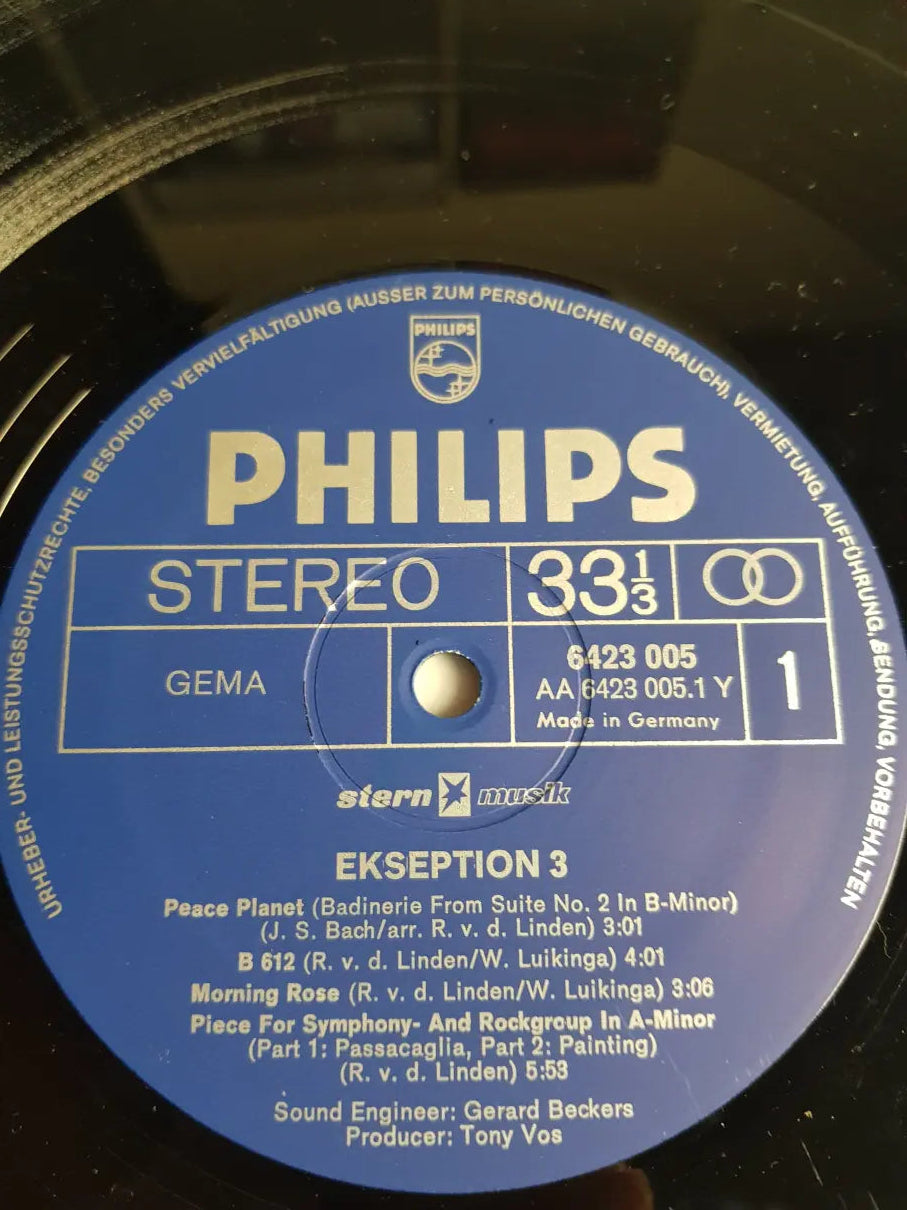 URHEBER- UND LEISTUNGSSCHUTZRECHTE, BESONDERS VERVIELFÄLTIGUNG (AUSSER ZUM PERSÖNLICHEN GEBRAUCH), VERMIETUNG, AUFFÜHRUNG, SENDUNG, VORBEHALTEN
PHILIPS
PHILIPS
STEREO 33 1/3
GEMA 6423 005 1
AA 6423 005.1 Y
Made in Germany
stern musik
EKSEPTION 3
Peace Planet (Badinerie From Suite No. 2 In B-Minor)
(J. S. Bach/arr. R. v. d. Linden) 3:01
B 612 (R. v. d. Linden/W. Luikinga) 4:01
Morning Rose (R. v. d. Linden/W. Luikinga) 3:06
Piece For Symphony- And Rockgroup In A-Minor
(Part 1: Passacaglia, Part 2: Painting)
(R. v. d. Linden) 5:53
Sound Engineer: Gerard Beckers
Producer: Tony Vos